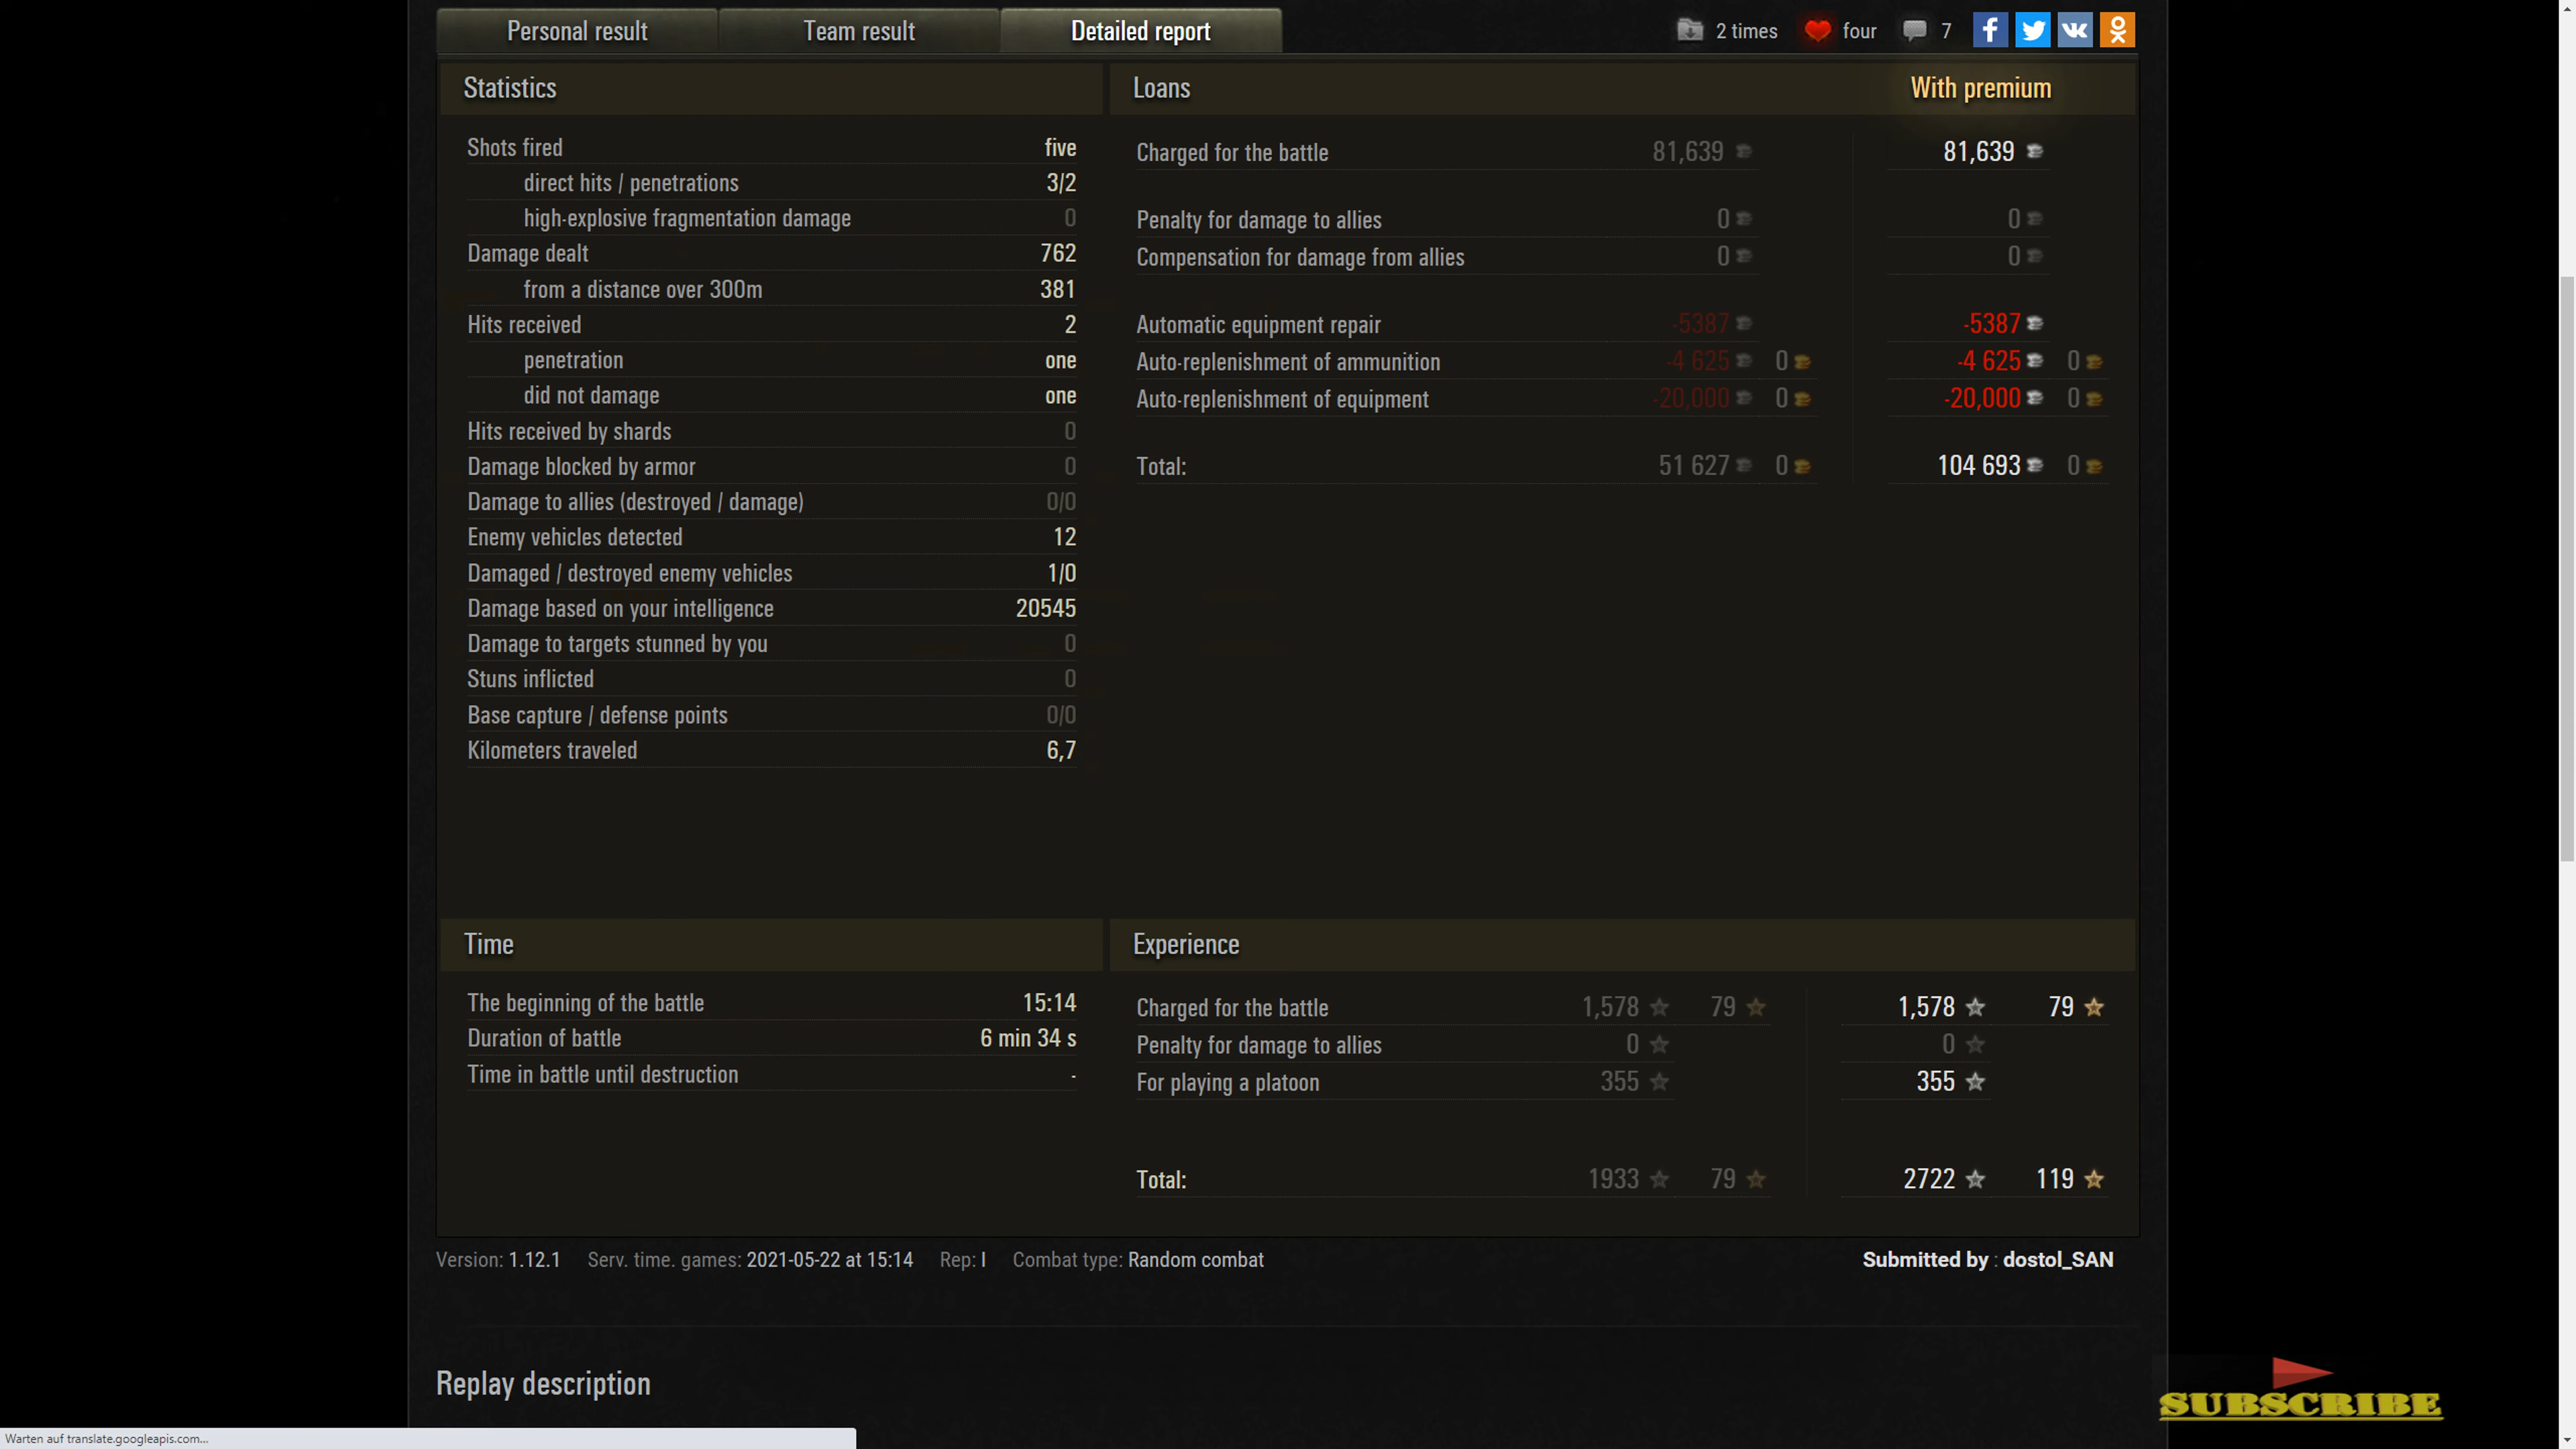 Personal result Team result Detailed report 2 times four 7
Statistics
Shots fired five
direct hits / penetrations 3/2
high-explosive fragmentation damage 0
Damage dealt 762
from a distance over 300m 381
Hits received 2
penetration one
did not damage one
Hits received by shards 0
Damage blocked by armor 0
Damage to allies (destroyed / damage) 0/0
Enemy vehicles detected 12
Damaged / destroyed enemy vehicles 1/0
Damage based on your intelligence 20545
Damage to targets stunned by you 0
Stuns inflicted 0
Base capture / defense points 0/0
Kilometers traveled 6,7
Loans With premium
Charged for the battle 81,639 81,639
Penalty for damage to allies 0 0
Compensation for damage from allies 0 0
Automatic equipment repair -5387 -5387
Auto-replenishment of ammunition -4 625 0 -4 625 0
Auto-replenishment of equipment -20,000 0 -20,000 0
Total: 51 627 0 104 693 0
Time
The beginning of the battle 15:14
Duration of battle 6 min 34 s
Time in battle until destruction -
Experience
Charged for the battle 1,578 79 1,578 79
Penalty for damage to allies 0 0
For playing a platoon 355 355
Total: 1933 79 2722 119
Version: 1.12.1 Serv. time. games: 2021-05-22 at 15:14 Rep: I Combat type: Random combat Submitted by : dostol_SAN
Replay description
SUBSCRIBE
Warten auf translate.googleapis.com...